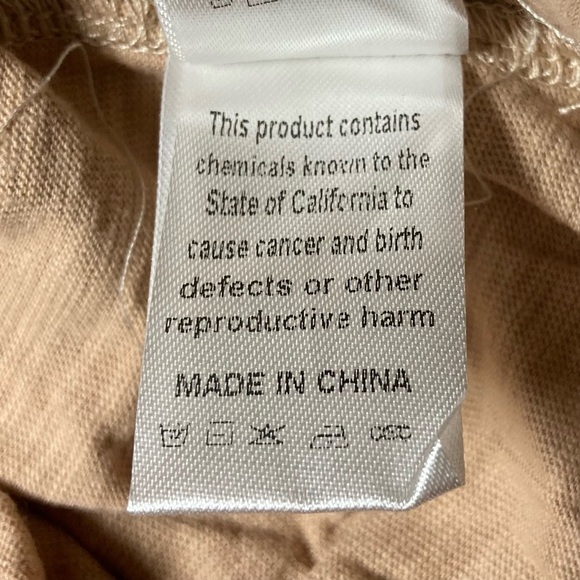 This product contains
chemicals known to the
State of California to
cause cancer and birth
defects or other
reproductive harm
MADE IN CHINA